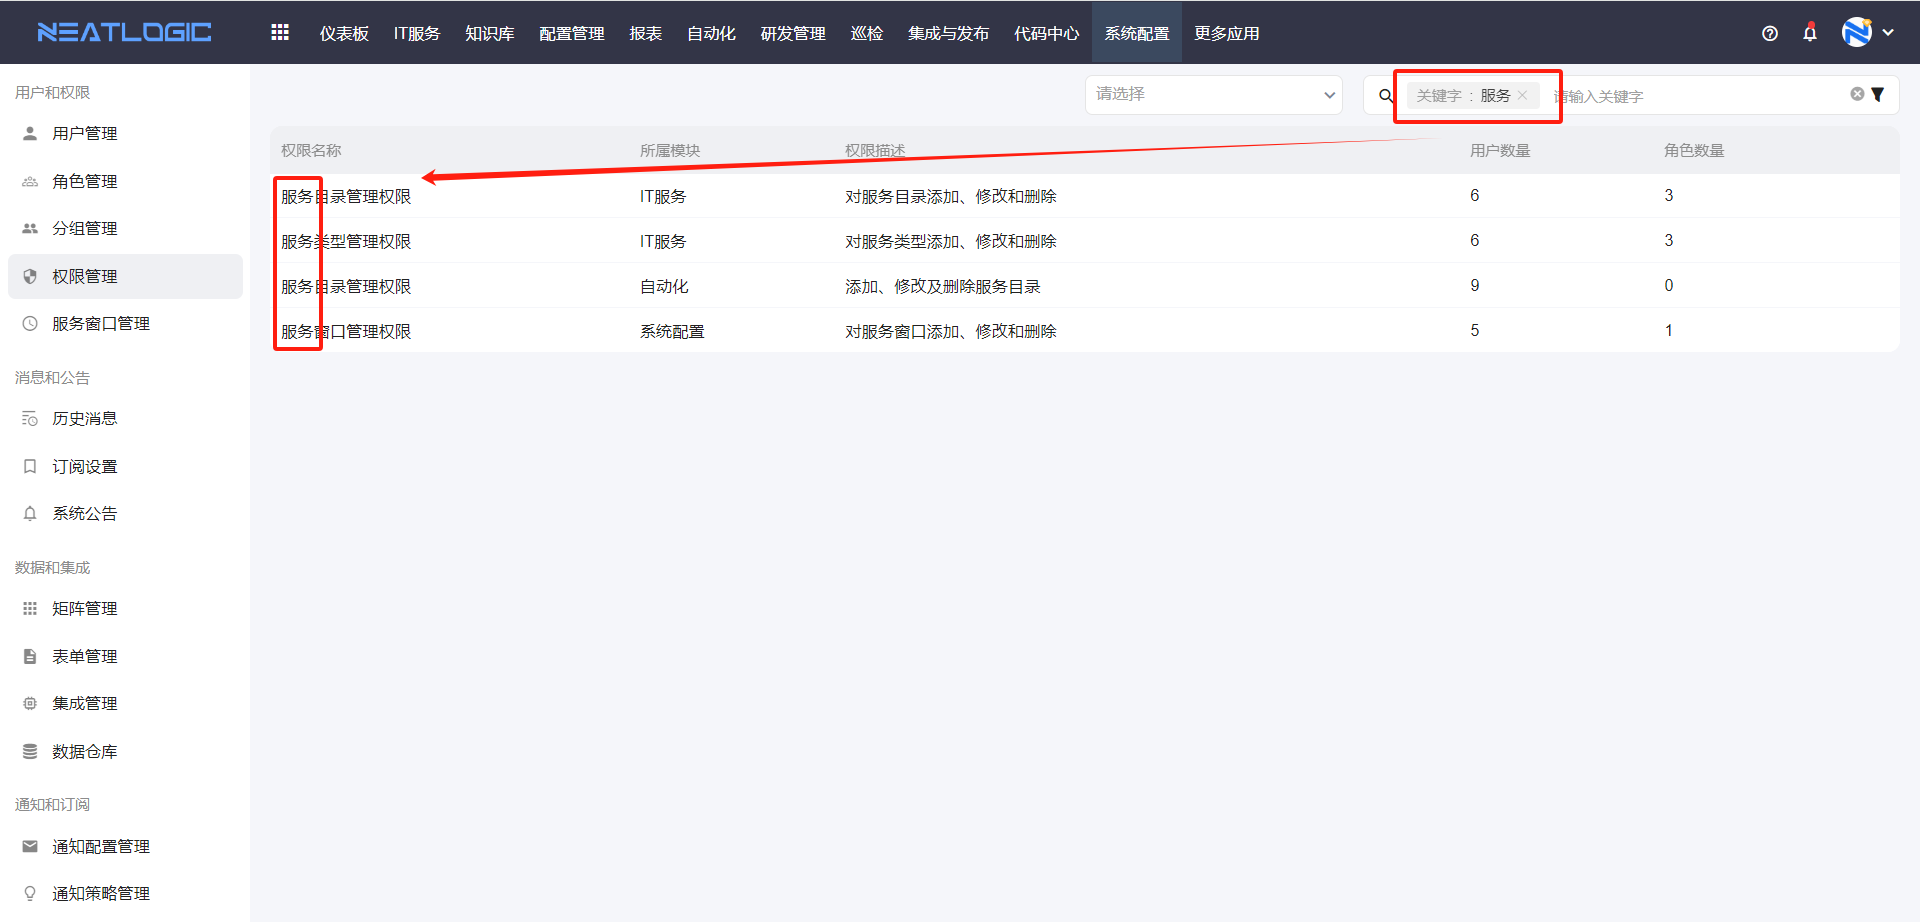 NEATLOGIC
仪表板 IT服务 知识库 配置管理 报表 自动化 研发管理 巡检 集成与发布 代码中心 系统配置 更多应用
用户和权限
用户管理
角色管理
分组管理
权限管理
服务窗口管理
消息和公告
历史消息
订阅设置
系统公告
数据和集成
矩阵管理
表单管理
集成管理
数据仓库
通知和订阅
通知配置管理
通知策略管理
请选择
关键字 : 服务 请输入关键字
权限名称 所属模块 权限描述 用户数量 角色数量
服务目录管理权限 IT服务 对服务目录添加、修改和删除 6 3
服务类型管理权限 IT服务 对服务类型添加、修改和删除 6 3
服务目录管理权限 自动化 添加、修改及删除服务目录 9 0
服务窗口管理权限 系统配置 对服务窗口添加、修改和删除 5 1